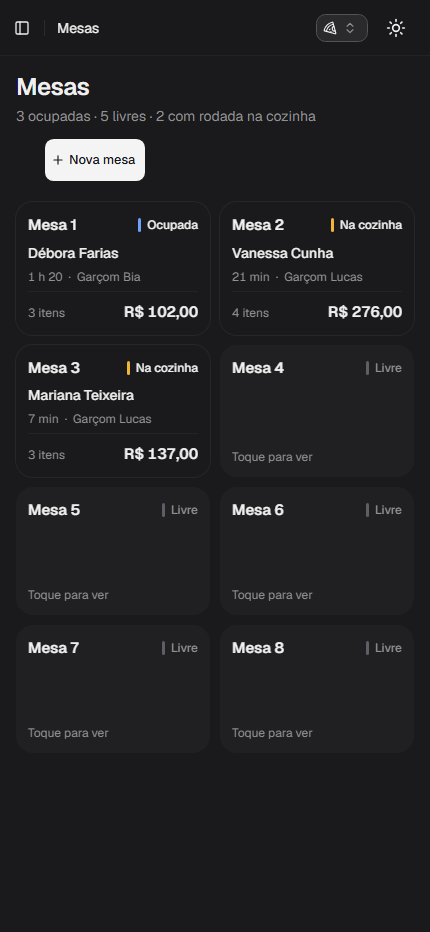 Mesas
Mesas
3 ocupadas · 5 livres · 2 com rodada na cozinha
+ Nova mesa
Mesa 1 Ocupada
Débora Farias
1 h 20 · Garçom Bia
3 itens R$ 102,00
Mesa 2 Na cozinha
Vanessa Cunha
21 min · Garçom Lucas
4 itens R$ 276,00
Mesa 3 Na cozinha
Mariana Teixeira
7 min · Garçom Lucas
3 itens R$ 137,00
Mesa 4 Livre
Toque para ver
Mesa 5 Livre
Toque para ver
Mesa 6 Livre
Toque para ver
Mesa 7 Livre
Toque para ver
Mesa 8 Livre
Toque para ver